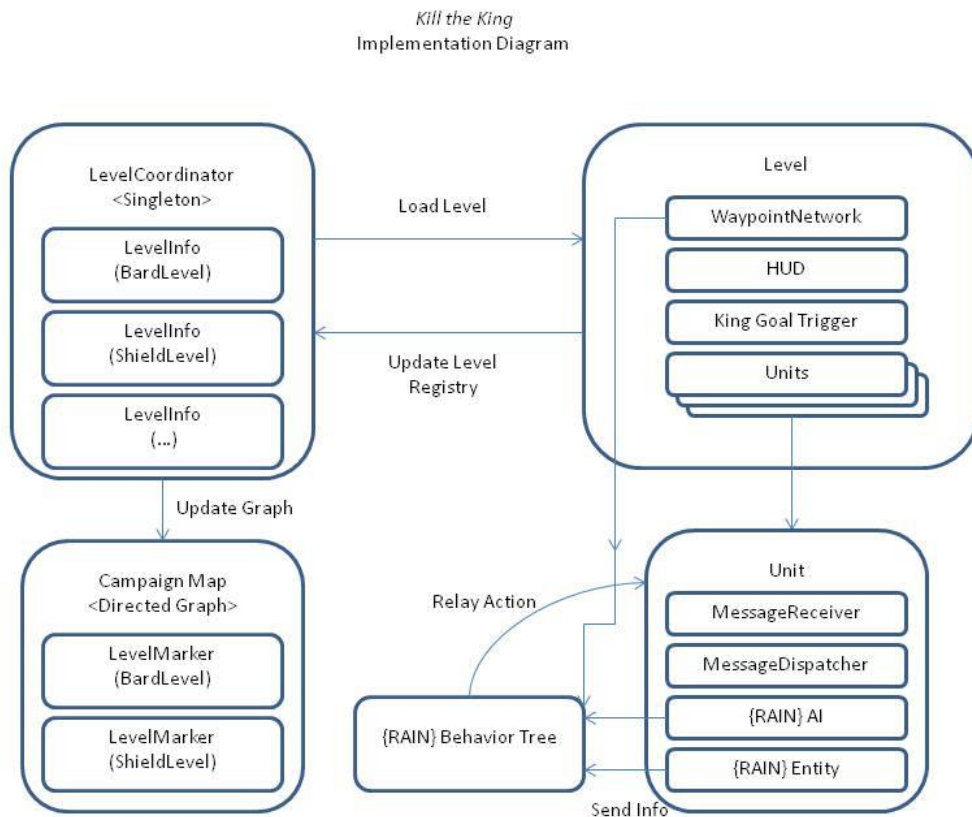 Kill the King
Implementation Diagram
LevelCoordinator
<Singleton>
LevelInfo
(BardLevel)
LevelInfo
(ShieldLevel)
LevelInfo
(...)
Load Level
Update Level
Registry
Level
WaypointNetwork
HUD
King Goal Trigger
Units
Update Graph
Campaign Map
<Directed Graph>
LevelMarker
(BardLevel)
LevelMarker
(ShieldLevel)
Relay Action
{RAIN} Behavior Tree
Unit
MessageReceiver
MessageDispatcher
{RAIN} AI
{RAIN} Entity
Send Info